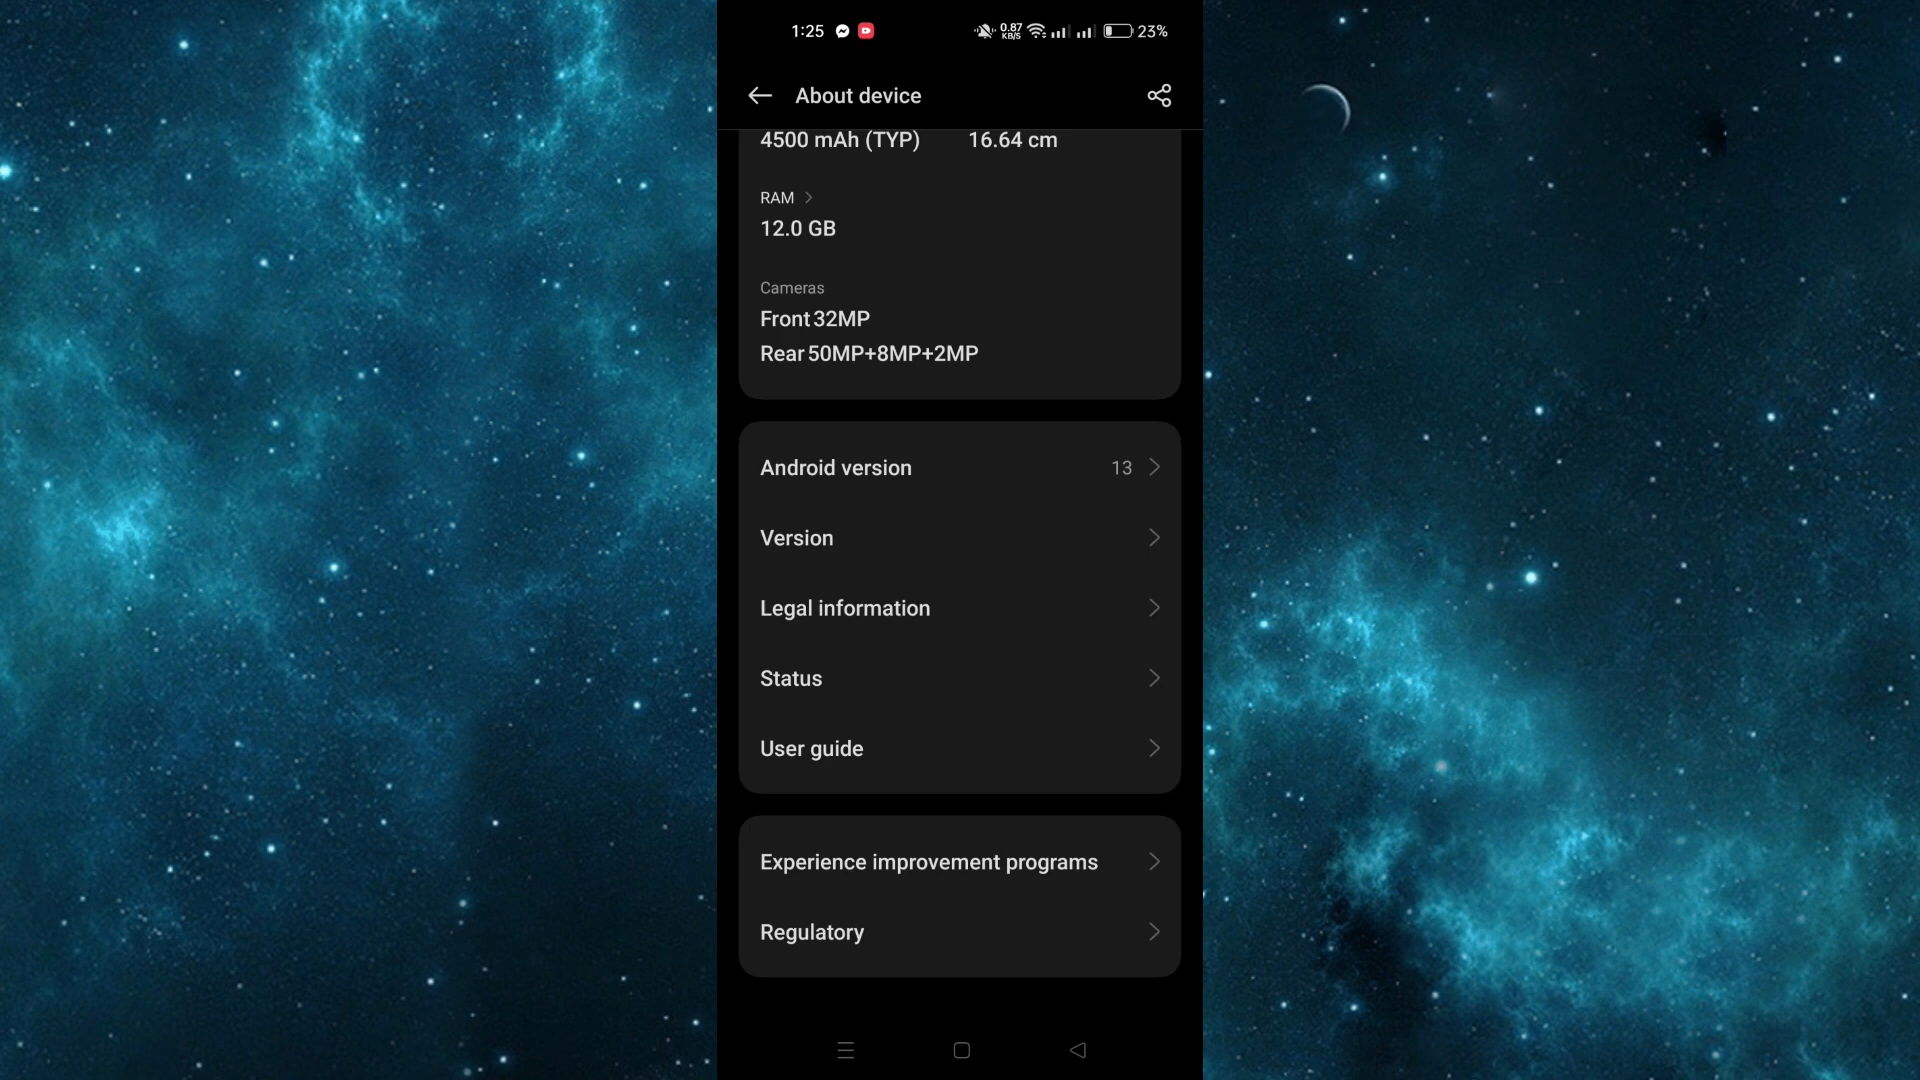 1:25 0.87 KB/S 23%
About device
4500 mAh (TYP) 16.64 cm
RAM
12.0 GB
Cameras
Front 32MP
Rear 50MP+8MP+2MP
Android version 13
Version
Legal information
Status
User guide
Experience improvement programs
Regulatory